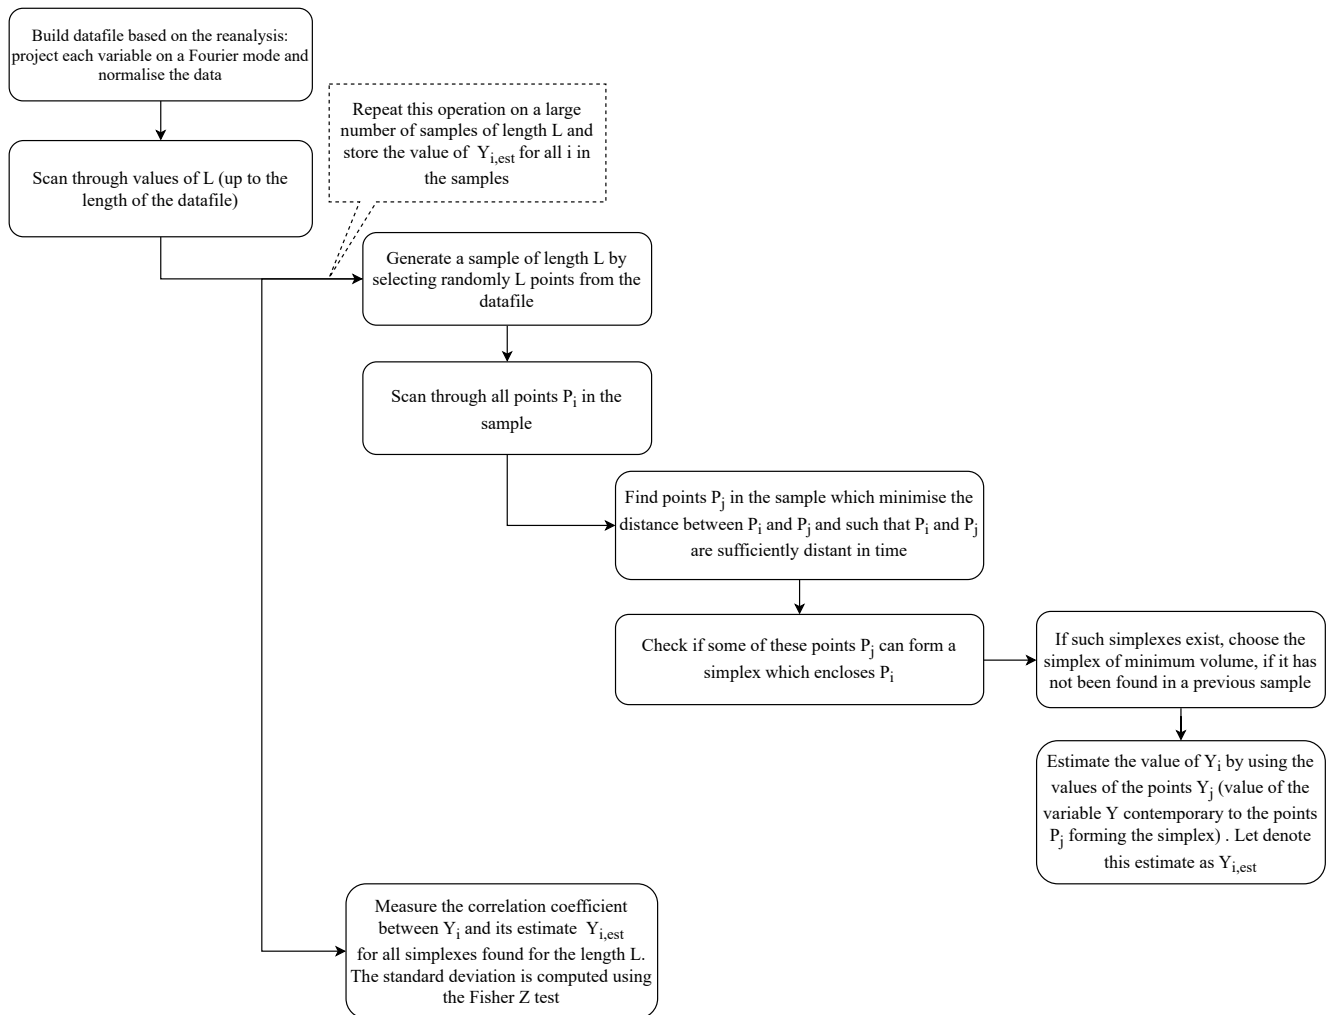 Build datafile based on the reanalysis:
project each variable on a Fourier mode and
normalise the data
Repeat this operation on a large
number of samples of length L and
store the value of Y_{i,est} for all i in
the samples
Scan through values of L (up to the
length of the datafile)
Generate a sample of length L by
selecting randomly L points from the
datafile
Scan through all points P_i in the
sample
Find points P_j in the sample which minimise the
distance between P_i and P_j and such that P_i and P_j
are sufficiently distant in time
Check if some of these points P_j can form a
simplex which encloses P_i
If such simplexes exist, choose the
simplex of minimum volume, if it has
not been found in a previous sample
Estimate the value of Y_i by using the
values of the points Y_j (value of the
variable Y contemporary to the points
P_j forming the simplex) . Let denote
this estimate as Y_{i,est}
Measure the correlation coefficient
between Y_i and its estimate Y_{i,est}
for all simplexes found for the length L.
The standard deviation is computed using
the Fisher Z test